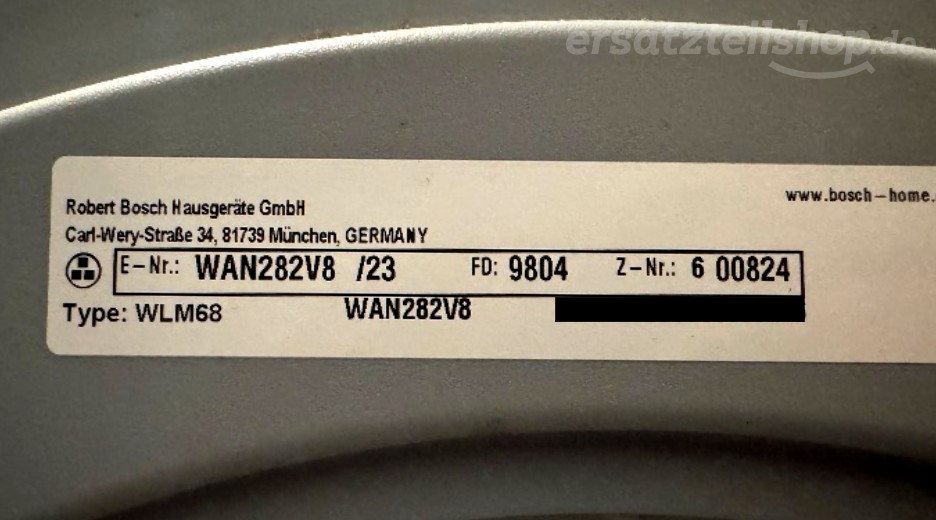 ersatzteilshop.de
www.bosch-home.
Robert Bosch Hausgeräte GmbH
Carl-Wery-Straße 34, 81739 München, GERMANY
E-Nr.: WAN282V8 /23 FD: 9804 Z-Nr.: 6 00824
Type: WLM68 WAN282V8